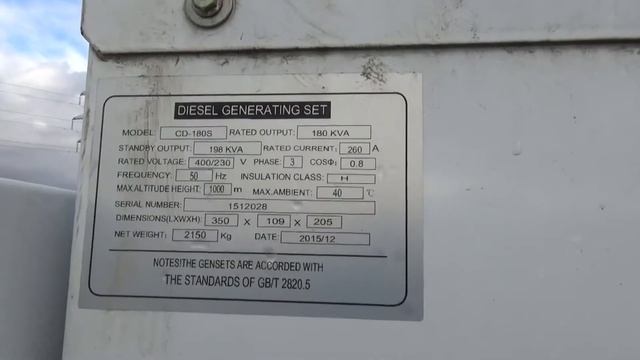 DIESEL GENERATING SET
MODEL: CD-180S RATED OUTPUT: 180 KVA
STANDBY OUTPUT: 198 KVA RATED CURRENT: 260 A
RATED VOLTAGE: 400/230 V PHASE: 3 COSΦ: 0.8
FREQUENCY: 50 Hz INSULATION CLASS: H
MAX.ALTITUDE HEIGHT: 1000 m MAX.AMBIENT: 40 ℃
SERIAL NUMBER: 1512028
DIMENSIONS(LXWXH): 350 X 109 X 205
NET WEIGHT: 2150 Kg DATE: 2015/12
NOTES!THE GENSETS ARE ACCORDED WITH
THE STANDARDS OF GB/T 2820.5